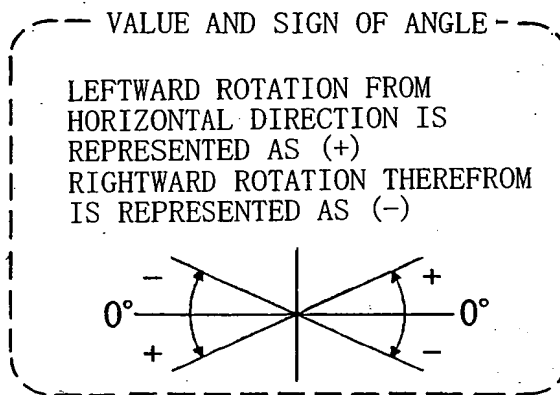 VALUE AND SIGN OF ANGLE
LEFTWARD ROTATION FROM
HORIZONTAL DIRECTION IS
REPRESENTED AS (+)
RIGHTWARD ROTATION THEREFROM
IS REPRESENTED AS (−)
− +
0° 0°
+ −